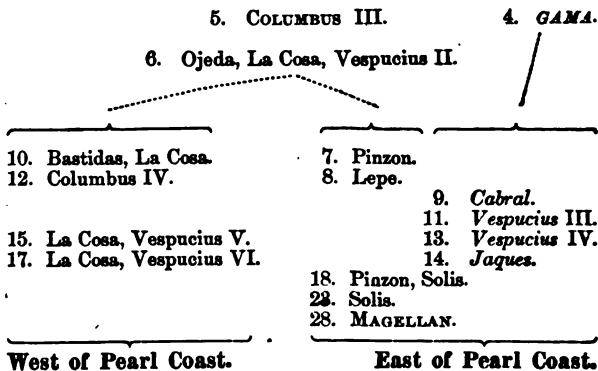 5. COLUMBUS III. 4. GAMA.
6. Ojeda, La Cosa, Vespucius II.
10. Bastidas, La Cosa. 7. Pinzon.
12. Columbus IV. 8. Lepe.
9. Cabral.
11. Vespucius III.
15. La Cosa, Vespucius V. 13. Vespucius IV.
17. La Cosa, Vespucius VI. 14. Jaques.
18. Pinzon, Solis.
23. Solis.
28. MAGELLAN.
West of Pearl Coast. East of Pearl Coast.